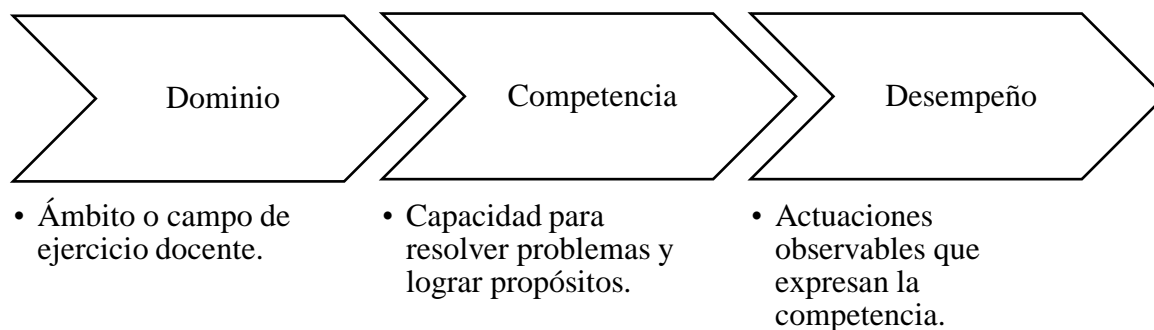 Dominio
Competencia
Desempeño
• Ámbito o campo de
ejercicio docente.
• Capacidad para
resolver problemas y
lograr propósitos.
• Actuaciones
observables que
expresan la
competencia.